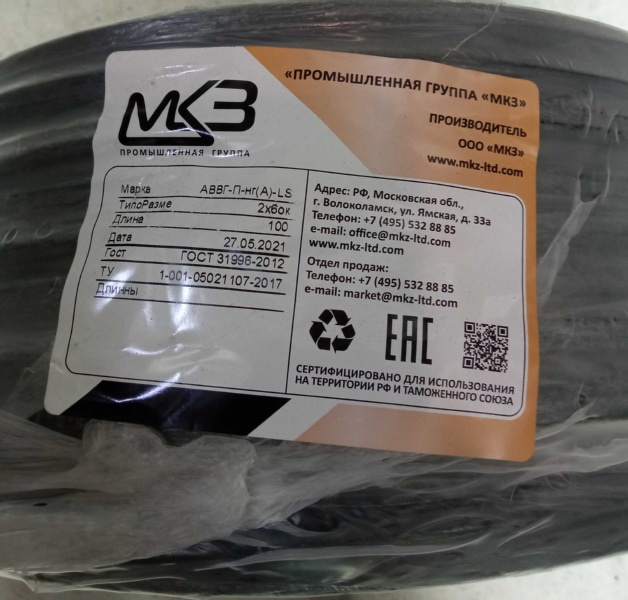 МКЗ
ПРОМЫШЛЕННАЯ ГРУППА
Марка АВВГ-П-нг(А)-LS
ТипоРазме 2х6ок
Длина 100
Дата 27.05.2021
Гост ГОСТ 31996-2012
ТУ 1-001-05021107-2017
Длинны
«ПРОМЫШЛЕННАЯ ГРУППА «МКЗ»
ПРОИЗВОДИТЕЛЬ
ООО «МКЗ»
www.mkz-ltd.com
Адрес: РФ, Московская обл.,
г. Волоколамск, ул. Ямская, д. 33а
Телефон: +7 (495) 532 88 85
e-mail: office@mkz-ltd.com
www.mkz-ltd.com
Отдел продаж:
Телефон: +7 (495) 532 88 85
e-mail: market@mkz-ltd.com
ЕАС
СЕРТИФИЦИРОВАНО ДЛЯ ИСПОЛЬЗОВАНИЯ
НА ТЕРРИТОРИИ РФ И ТАМОЖЕННОГО СОЮЗА